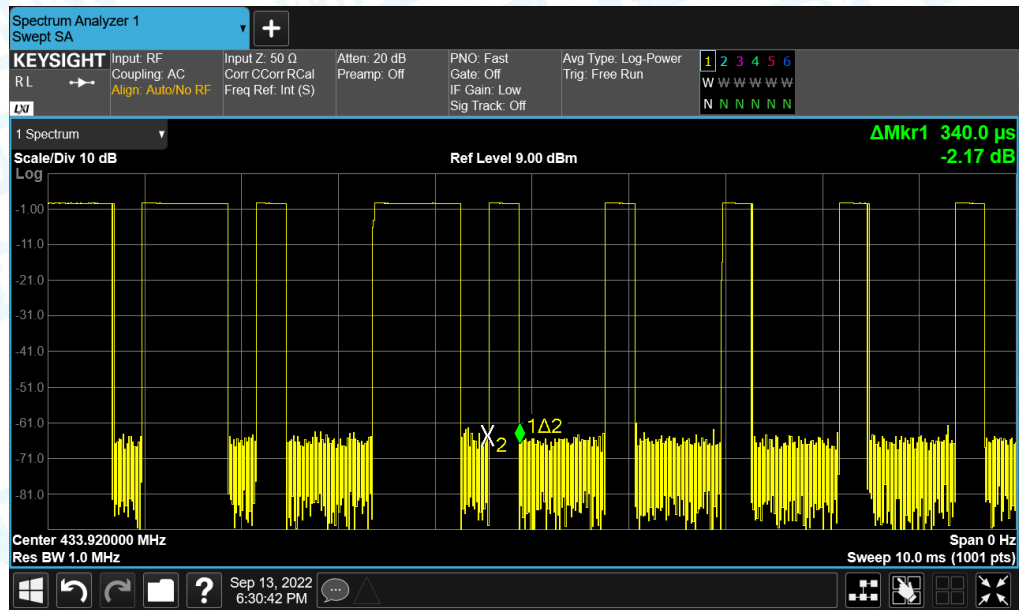 Spectrum Analyzer 1
Swept SA
+
KEYSIGHT
RL
LXI
Input: RF
Coupling: AC
Align: Auto/No RF
Input Z: 50 Ω
Corr CCorr RCal
Freq Ref: Int (S)
Atten: 20 dB
Preamp: Off
PNO: Fast
Gate: Off
IF Gain: Low
Sig Track: Off
Avg Type: Log-Power
Trig: Free Run
1 2 3 4 5 6
W W W W W W
N N N N N N
1 Spectrum
ΔMkr1 340.0 µs
-2.17 dB
Scale/Div 10 dB
Ref Level 9.00 dBm
Log
-1.00
-11.0
-21.0
-31.0
-41.0
-51.0
-61.0
-71.0
-81.0
X2
1Δ2
Center 433.920000 MHz
Span 0 Hz
Res BW 1.0 MHz
Sweep 10.0 ms (1001 pts)
?
Sep 13, 2022
6:30:42 PM